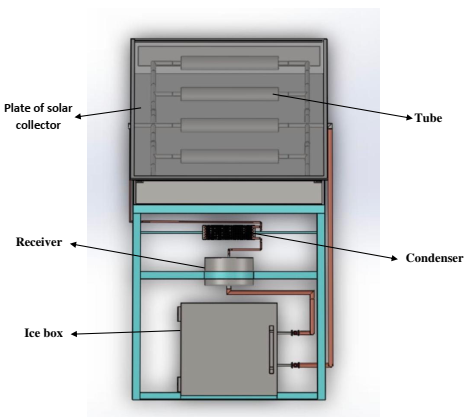 Plate of solar
collector
Tube
Receiver
Condenser
Ice box